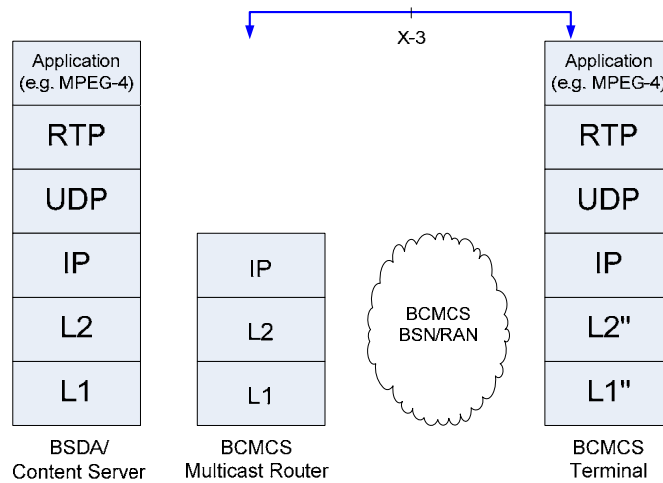 X-3
Application
(e.g. MPEG-4)
RTP
UDP
IP
L2
L1
BSDA/
Content Server
IP
L2
L1
BCMCS
Multicast Router
BCMCS
BSN/RAN
Application
(e.g. MPEG-4)
RTP
UDP
IP
L2"
L1"
BCMCS
Terminal